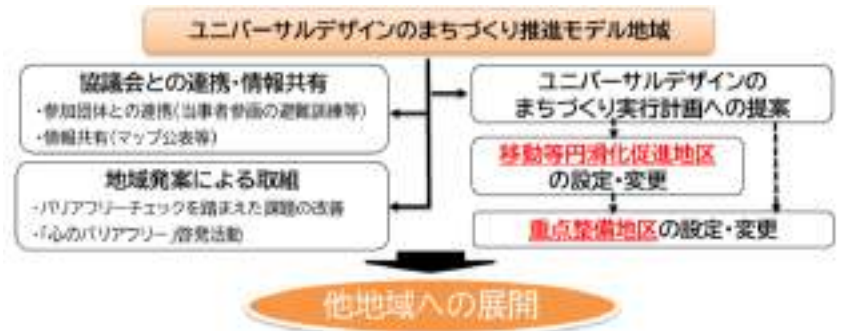 ユニバーサルデザインのまちづくり推進モデル地域
協議会との連携・情報共有
・参加団体との連携(当事者参画の避難訓練等)
・情報共有(マップ公表等)
地域発案による取組
・バリアフリーチェックを踏まえた課題の改善
・「心のバリアフリー」啓発活動
ユニバーサルデザインの
まちづくり実行計画への提案
移動等円滑化促進地区
の設定・変更
重点整備地区の設定・変更
他地域への展開